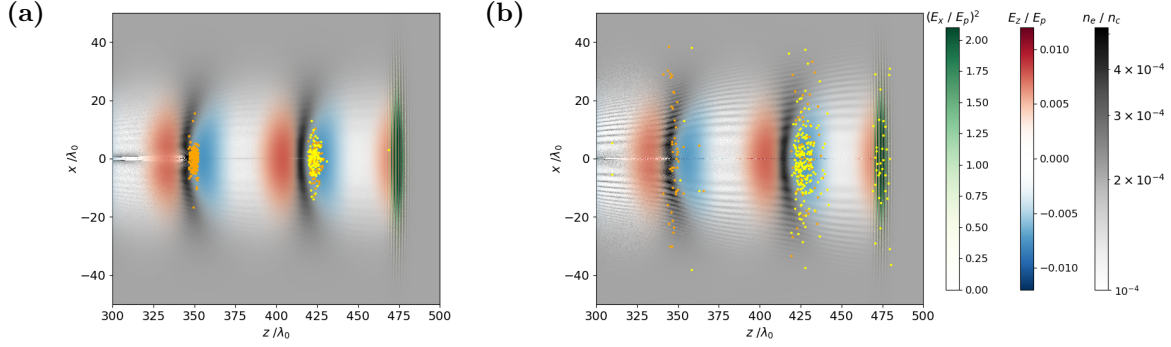 (a)
40
20
0
−20
−40
x /λ₀
300 325 350 375 400 425 450 475 500
z /λ₀
(b)
40
20
0
−20
−40
x /λ₀
300 325 350 375 400 425 450 475 500
z /λ₀
(Eₓ / Eₚ)²
2.00
1.75
1.50
1.25
1.00
0.75
0.50
0.25
0.00
E_z / Eₚ
0.010
0.005
0.000
−0.005
−0.010
nₑ / n_c
4 × 10⁻⁴
3 × 10⁻⁴
2 × 10⁻⁴
10⁻⁴